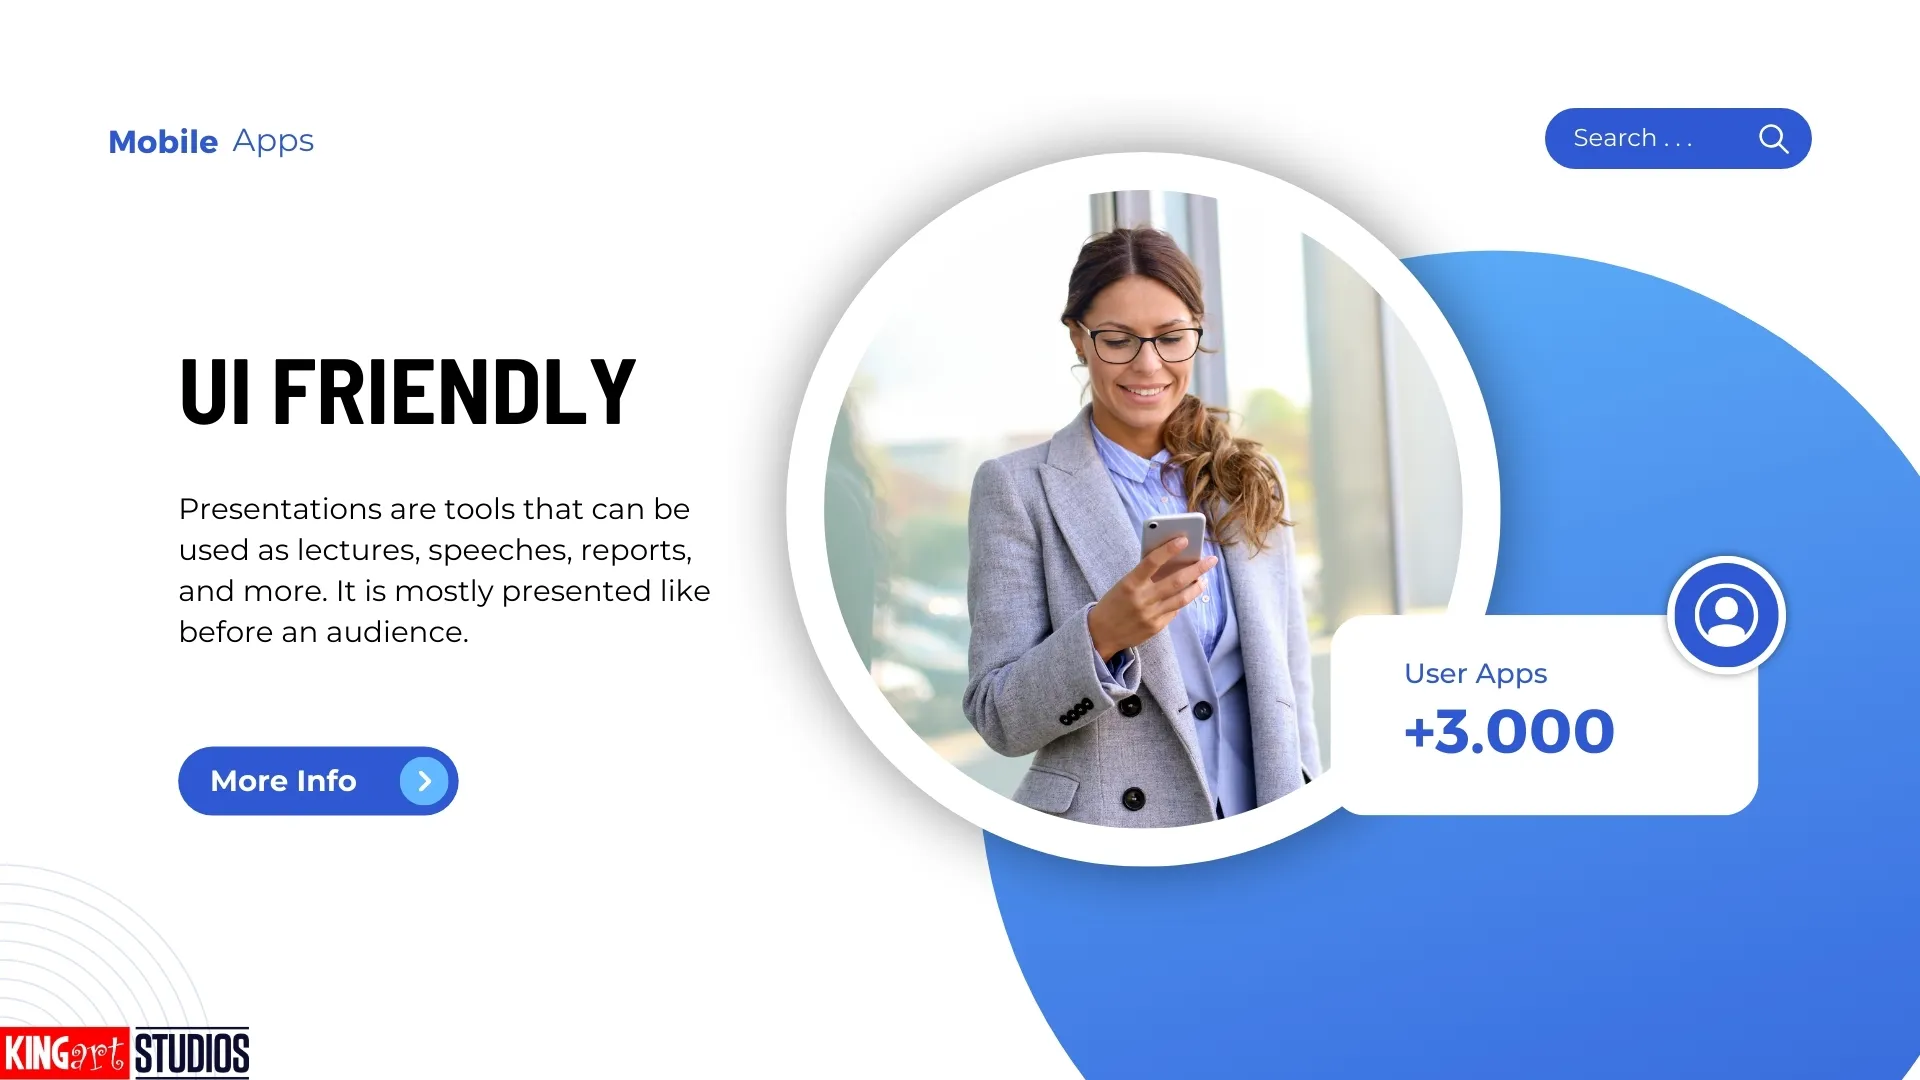 Mobile Apps
Search . . .
UI FRIENDLY
Presentations are tools that can be
used as lectures, speeches, reports,
and more. It is mostly presented like
before an audience.
User Apps
+3.000
More Info
KINGart STUDIOS